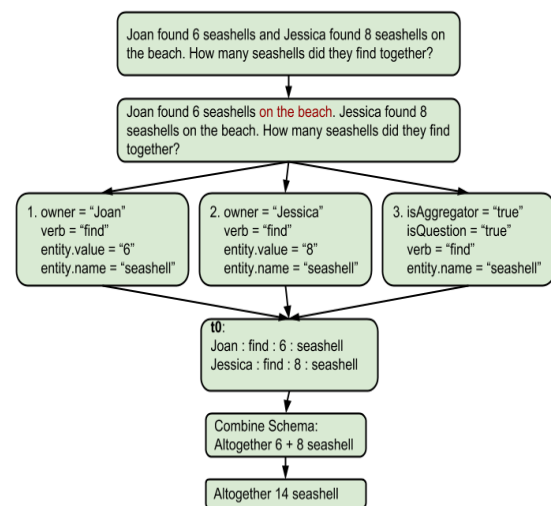 Joan found 6 seashells and Jessica found 8 seashells on
the beach. How many seashells did they find together?
Joan found 6 seashells on the beach. Jessica found 8
seashells on the beach. How many seashells did they find
together?
1. owner = “Joan”
verb = “find”
entity.value = “6”
entity.name = “seashell”
2. owner = “Jessica”
verb = “find”
entity.value = “8”
entity.name = “seashell”
3. isAggregator = “true”
isQuestion = “true”
verb = “find”
entity.name = “seashell”
t0:
Joan : find : 6 : seashell
Jessica : find : 8 : seashell
Combine Schema:
Altogether 6 + 8 seashell
Altogether 14 seashell